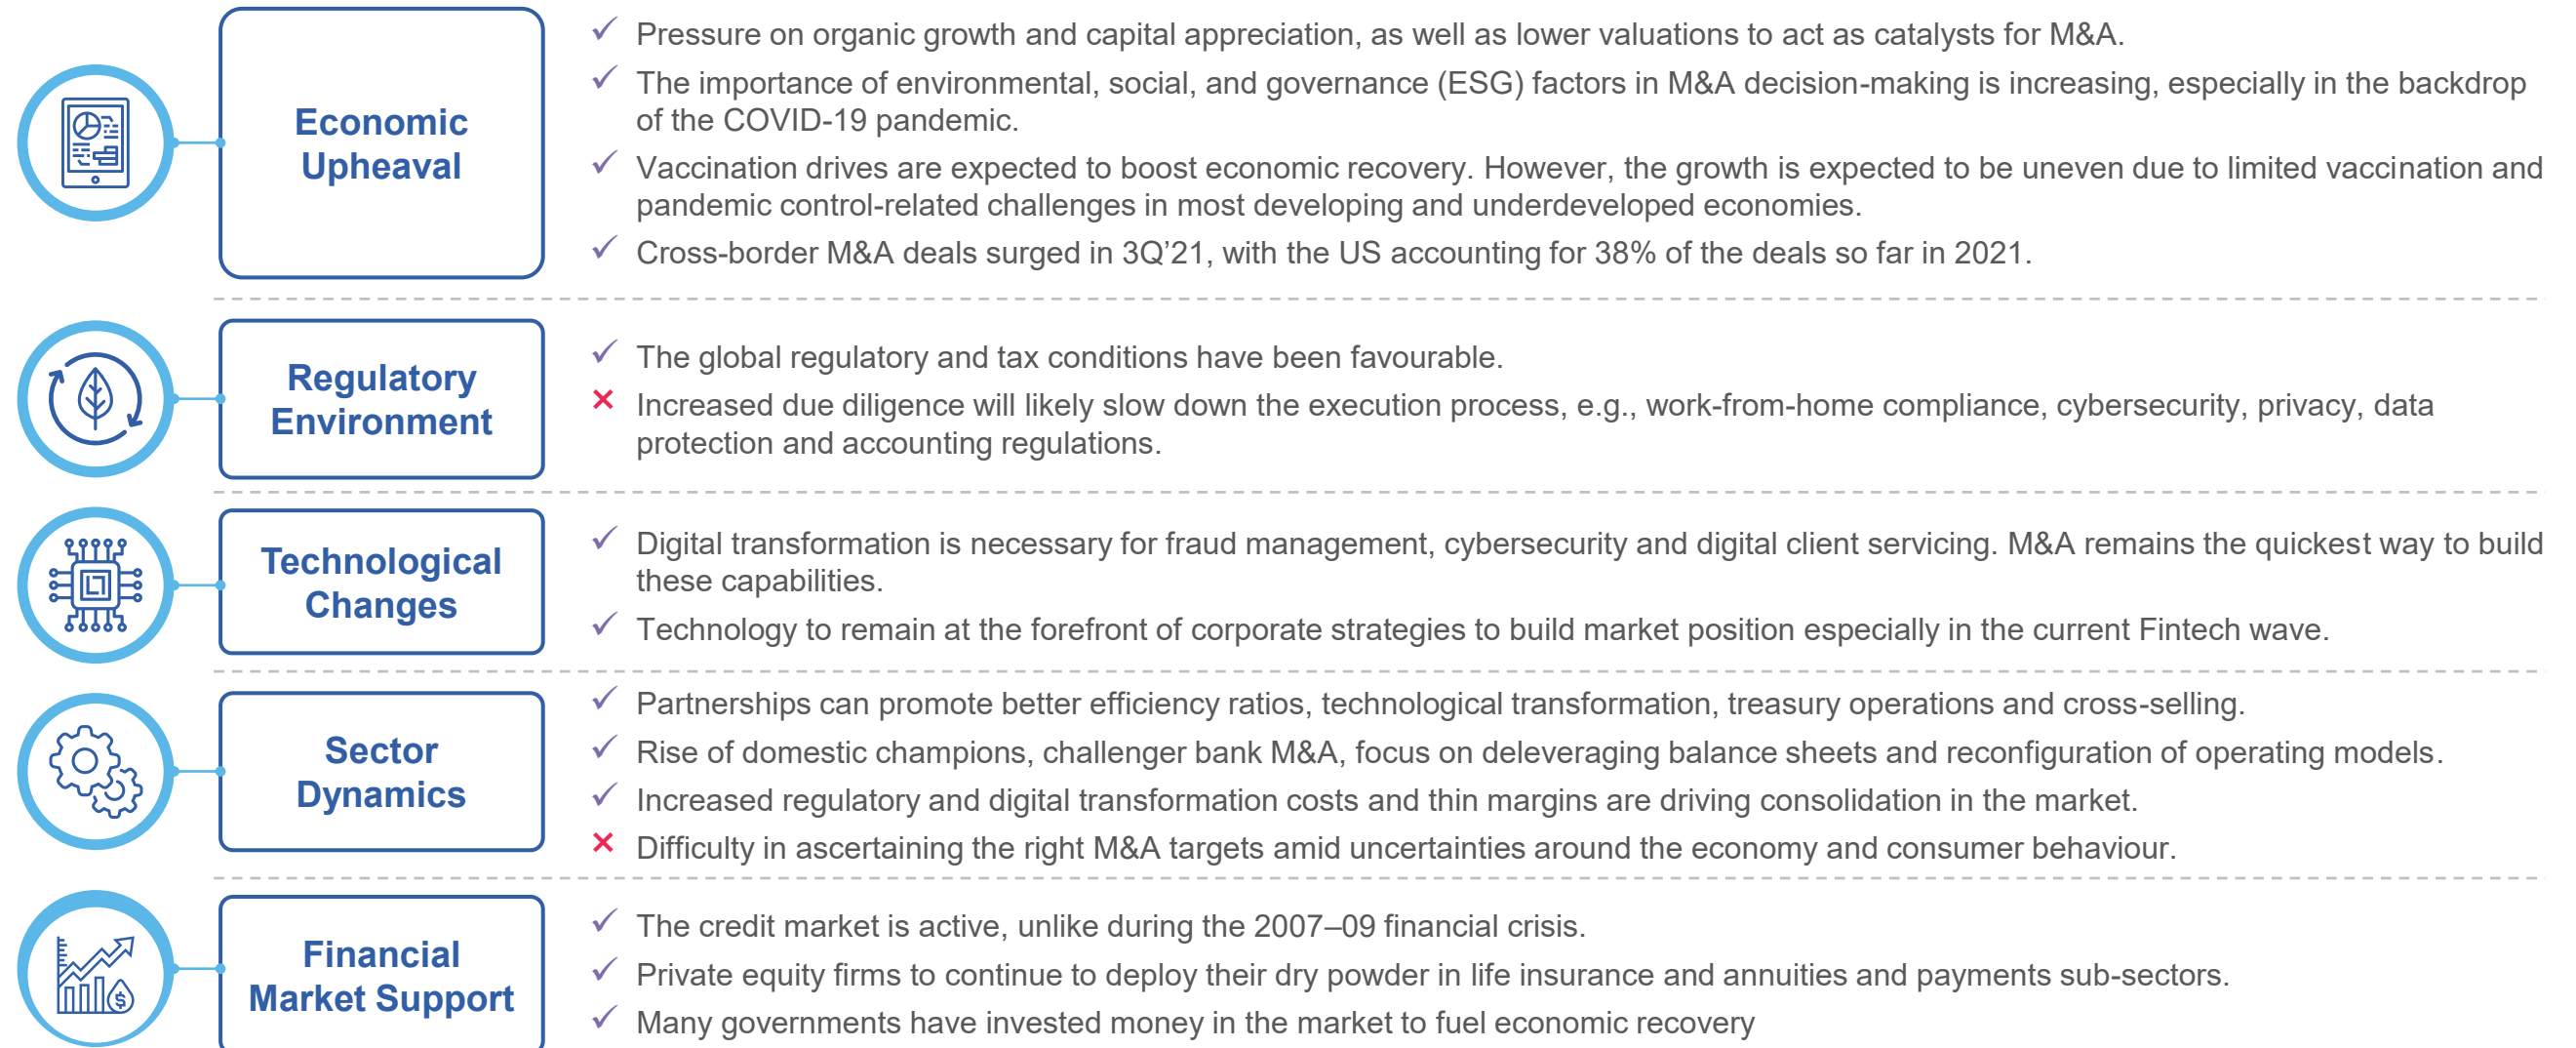 Economic
Upheaval
✓ Pressure on organic growth and capital appreciation, as well as lower valuations to act as catalysts for M&A.
✓ The importance of environmental, social, and governance (ESG) factors in M&A decision-making is increasing, especially in the backdrop
of the COVID-19 pandemic.
✓ Vaccination drives are expected to boost economic recovery. However, the growth is expected to be uneven due to limited vaccination and
pandemic control-related challenges in most developing and underdeveloped economies.
✓ Cross-border M&A deals surged in 3Q’21, with the US accounting for 38% of the deals so far in 2021.
Regulatory
Environment
✓ The global regulatory and tax conditions have been favourable.
× Increased due diligence will likely slow down the execution process, e.g., work-from-home compliance, cybersecurity, privacy, data
protection and accounting regulations.
Technological
Changes
✓ Digital transformation is necessary for fraud management, cybersecurity and digital client servicing. M&A remains the quickest way to build
these capabilities.
✓ Technology to remain at the forefront of corporate strategies to build market position especially in the current Fintech wave.
Sector
Dynamics
✓ Partnerships can promote better efficiency ratios, technological transformation, treasury operations and cross-selling.
✓ Rise of domestic champions, challenger bank M&A, focus on deleveraging balance sheets and reconfiguration of operating models.
✓ Increased regulatory and digital transformation costs and thin margins are driving consolidation in the market.
× Difficulty in ascertaining the right M&A targets amid uncertainties around the economy and consumer behaviour.
Financial
Market Support
✓ The credit market is active, unlike during the 2007–09 financial crisis.
✓ Private equity firms to continue to deploy their dry powder in life insurance and annuities and payments sub-sectors.
✓ Many governments have invested money in the market to fuel economic recovery